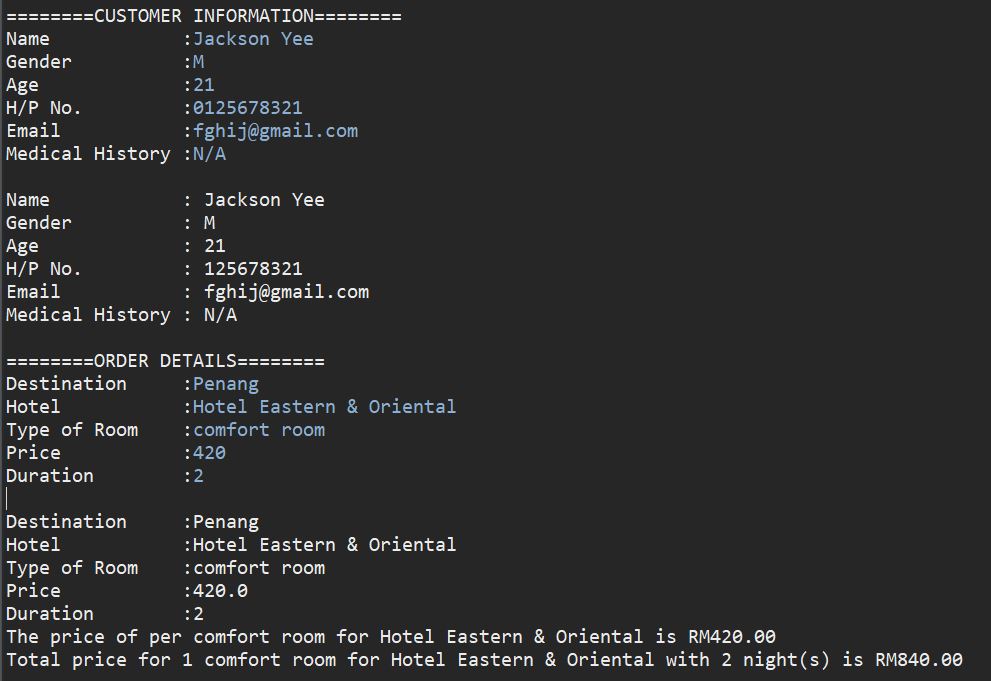 ========CUSTOMER INFORMATION========
Name            :Jackson Yee
Gender          :M
Age             :21
H/P No.         :0125678321
Email           :fghij@gmail.com
Medical History :N/A

Name            : Jackson Yee
Gender          : M
Age             : 21
H/P No.         : 125678321
Email           : fghij@gmail.com
Medical History : N/A

========ORDER DETAILS========
Destination     :Penang
Hotel           :Hotel Eastern & Oriental
Type of Room    :comfort room
Price           :420
Duration        :2

Destination     :Penang
Hotel           :Hotel Eastern & Oriental
Type of Room    :comfort room
Price           :420.0
Duration        :2
The price of per comfort room for Hotel Eastern & Oriental is RM420.00
Total price for 1 comfort room for Hotel Eastern & Oriental with 2 night(s) is RM840.00